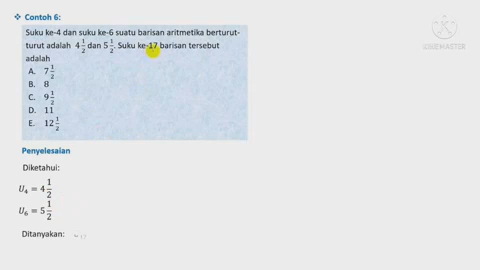 ❖ Contoh 6:
Suku ke-4 dan suku ke-6 suatu barisan aritmetika berturut-
turut adalah 4 1/2 dan 5 1/2. Suku ke-17 barisan tersebut
adalah
A. 7 1/2
B. 8
C. 9 1/2
D. 11
E. 12 1/2
KINEMASTER
Penyelesaian
Diketahui:
U₄ = 4 1/2
U₆ = 5 1/2
Ditanyakan: